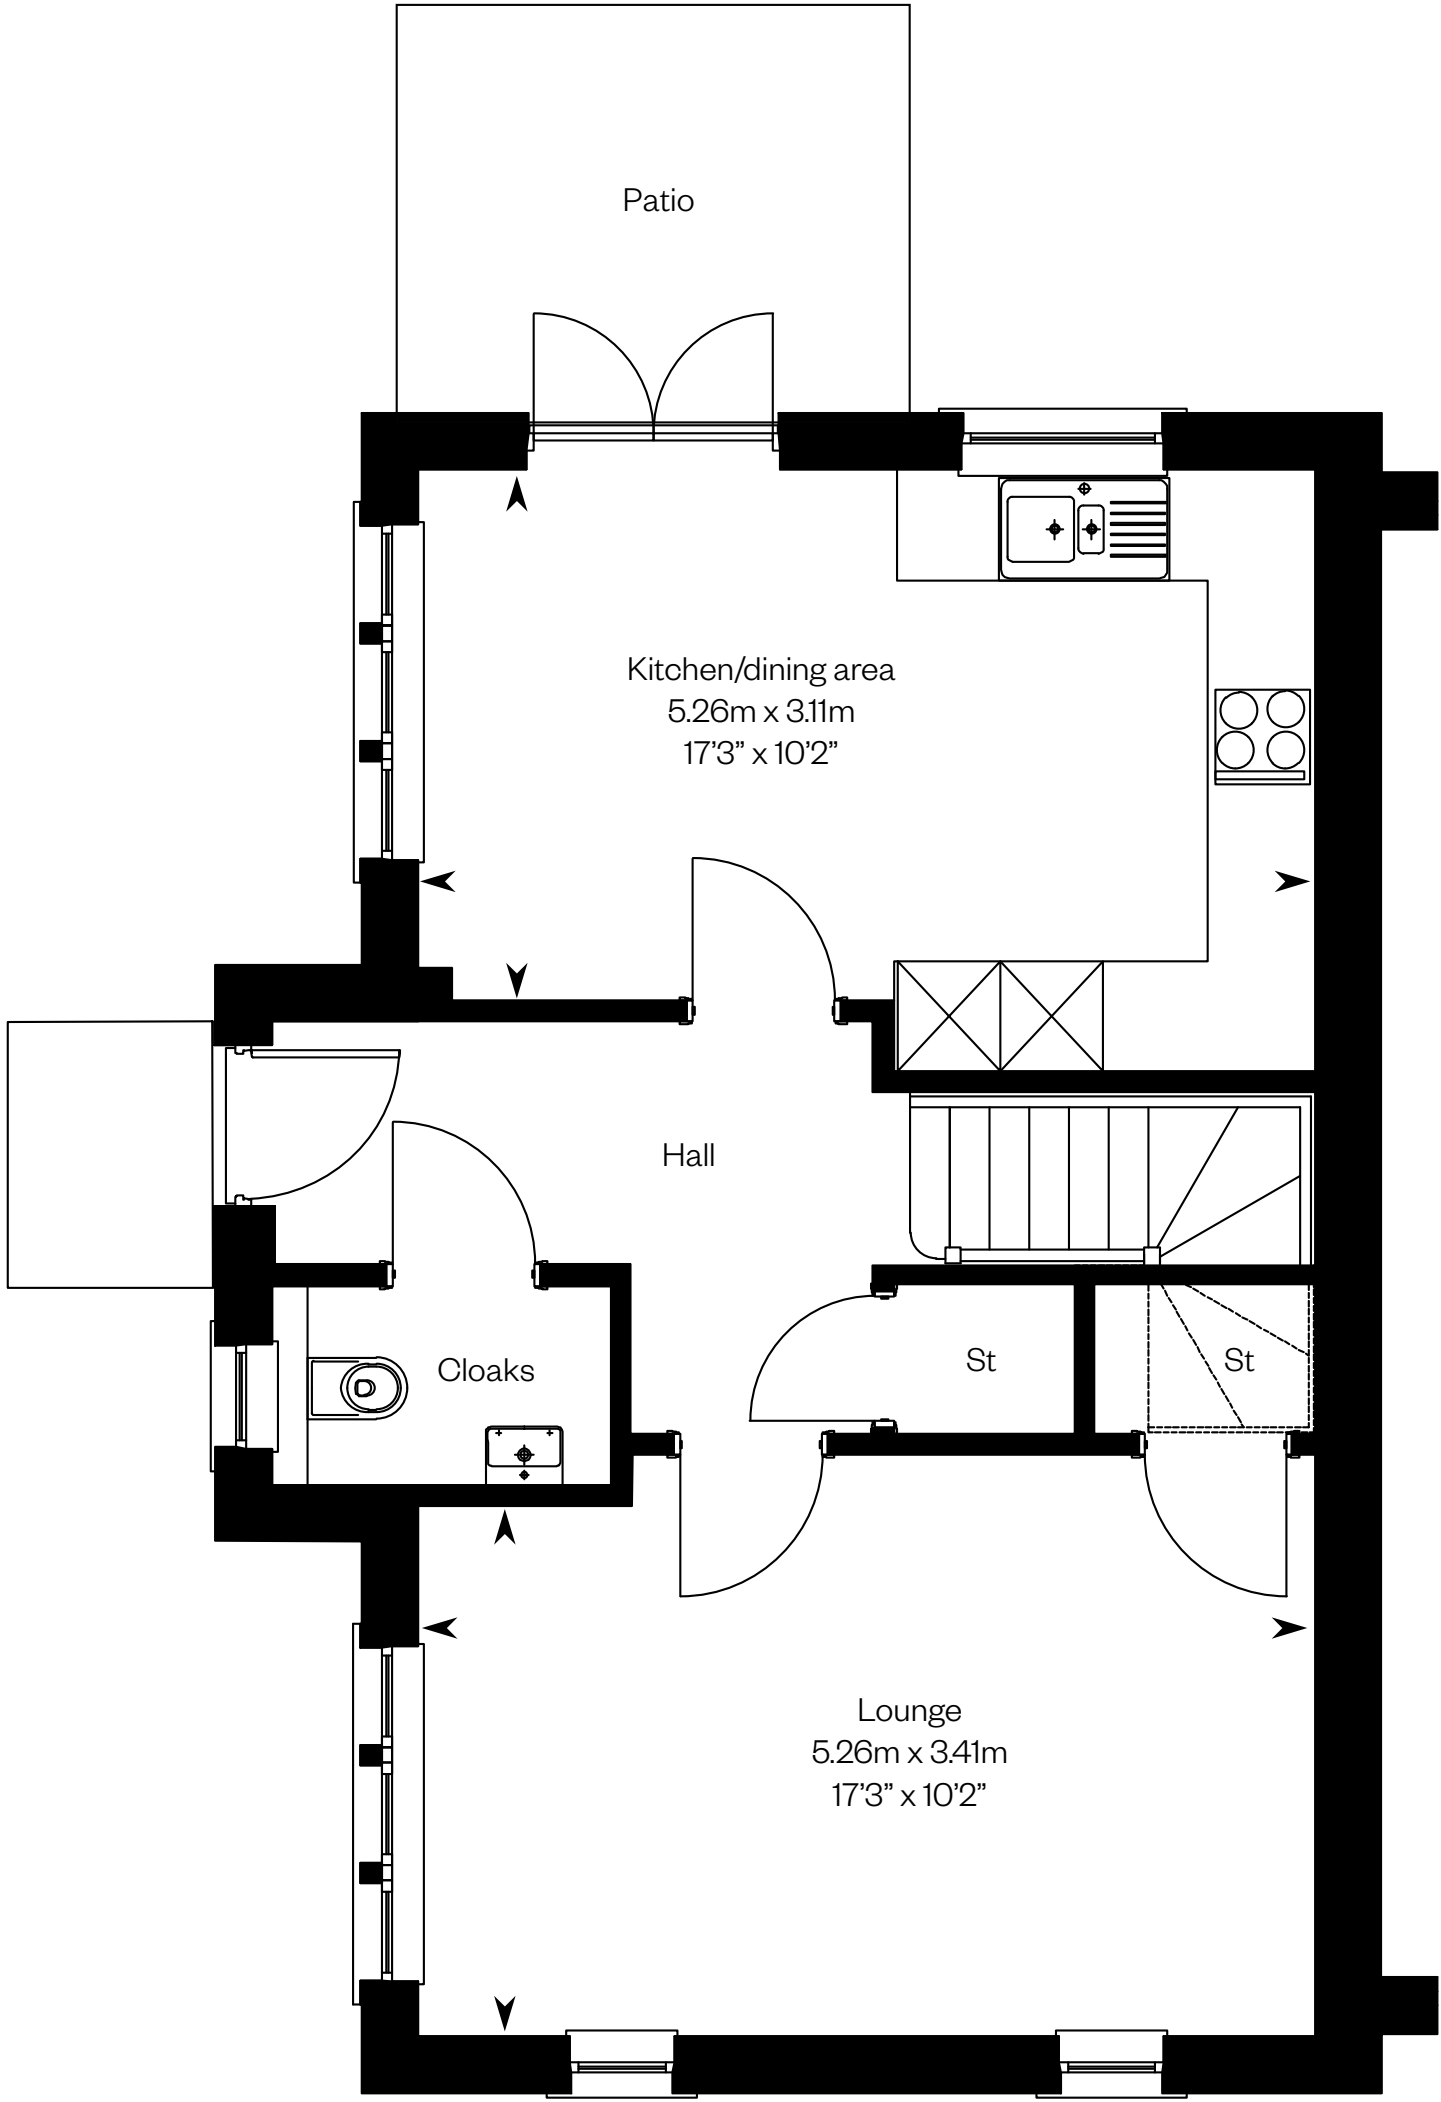 Patio
Kitchen/dining area
5.26m x 3.11m
17’3” x 10’2”
Hall
Cloaks
St
St
Lounge
5.26m x 3.41m
17’3” x 10’2”